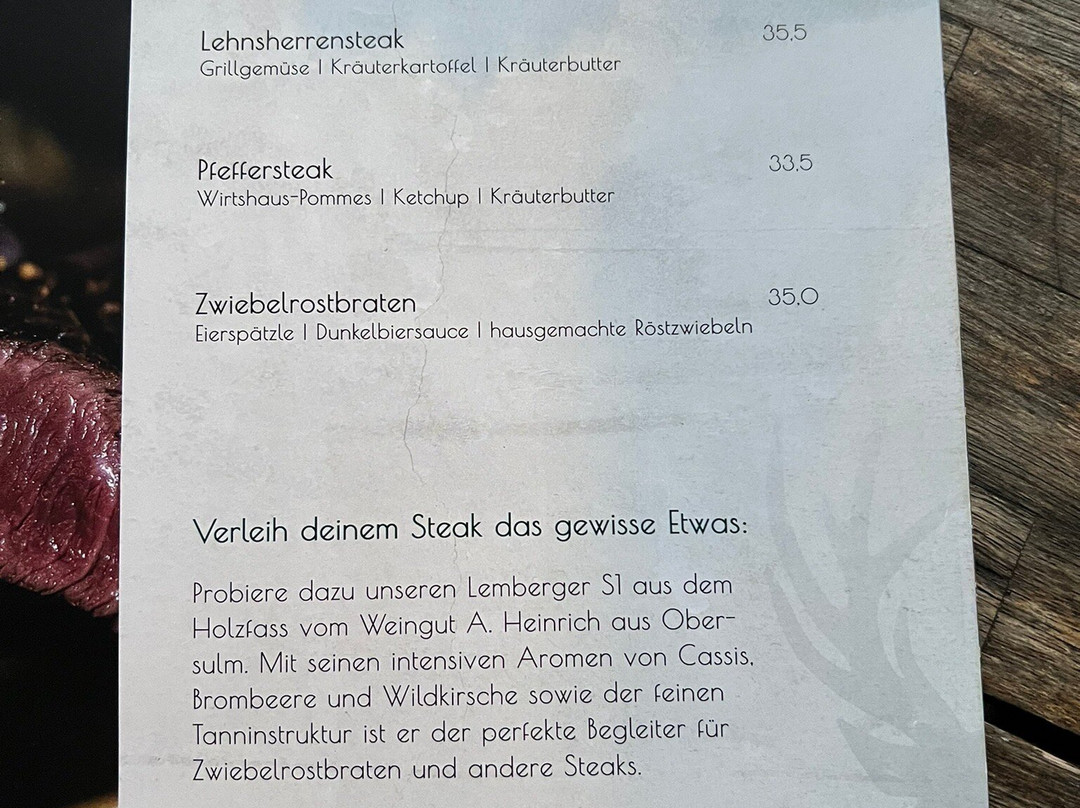 Lehnsherrensteak 35,5
Grillgemüse | Kräuterkartoffel | Kräuterbutter
Pfeffersteak 33,5
Wirtshaus-Pommes | Ketchup | Kräuterbutter
Zwiebelrostbraten 35,0
Eierspätzle | Dunkelbiersauce | hausgemachte Röstzwiebeln
Verleih deinem Steak das gewisse Etwas:
Probiere dazu unseren Lemberger S1 aus dem
Holzfass vom Weingut A. Heinrich aus Ober-
sulm. Mit seinen intensiven Aromen von Cassis,
Brombeere und Wildkirsche sowie der feinen
Tanninstruktur ist er der perfekte Begleiter für
Zwiebelrostbraten und andere Steaks.